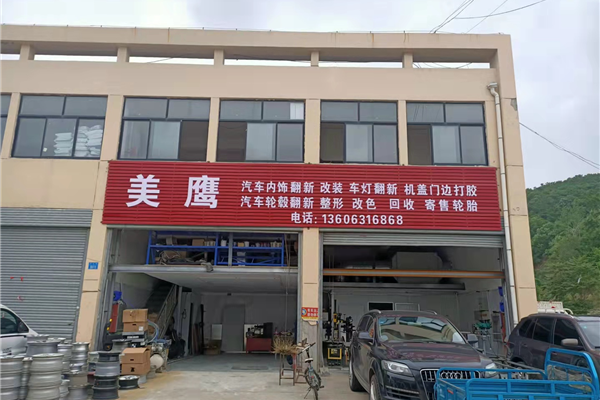 美鹰
汽车内饰翻新 改装 车灯翻新 机盖门边打胶
汽车轮毂翻新 整形 改色 回收 寄售轮胎
电话: 13606316868